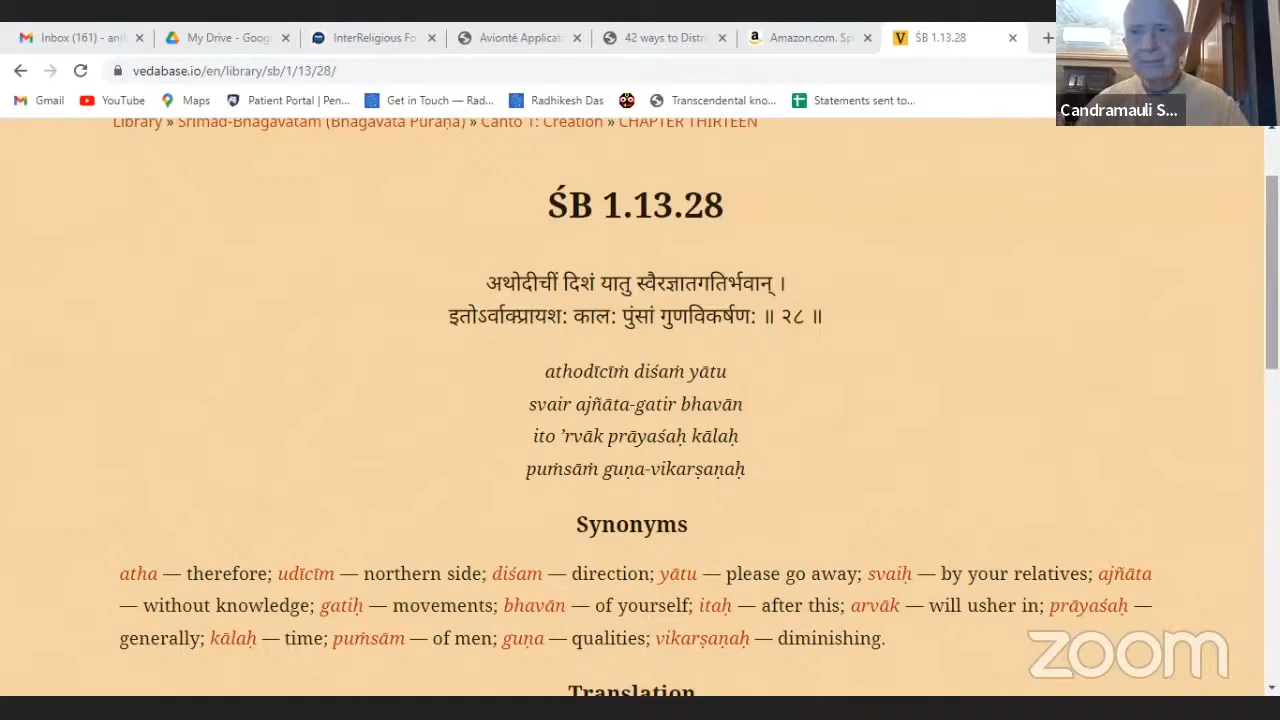 Inbox (161) - ani
My Drive - Goog
InterReligious Fo
Avionté Applicat
42 ways to Distr
Amazon.com. Sp
ŚB 1.13.28
vedabase.io/en/library/sb/1/13/28/
Gmail
YouTube
Maps
Patient Portal | Pen...
Get in Touch — Rad...
Radhikesh Das
Transcendental kno...
Statements sent to...
Candramauli S...
Library » Śrīmad-Bhāgavatam (Bhāgavata Purāṇa) » Canto 1: Creation » CHAPTER THIRTEEN
ŚB 1.13.28
अथोदीचीं दिशं यातु स्वैरज्ञातगतिर्भवान् ।
इतोऽर्वाक्प्रायश: काल: पुंसां गुणविकर्षण: ॥ २८ ॥
athodīcīṁ diśaṁ yātu
svair ajñāta-gatir bhavān
ito ’rvāk prāyaśaḥ kālaḥ
puṁsāṁ guṇa-vikarṣaṇaḥ
Synonyms
atha — therefore; udīcīm — northern side; diśam — direction; yātu — please go away; svaiḥ — by your relatives; ajñāta
— without knowledge; gatiḥ — movements; bhavān — of yourself; itaḥ — after this; arvāk — will usher in; prāyaśaḥ —
generally; kālaḥ — time; puṁsām — of men; guṇa — qualities; vikarṣaṇaḥ — diminishing.
zoom
Translation